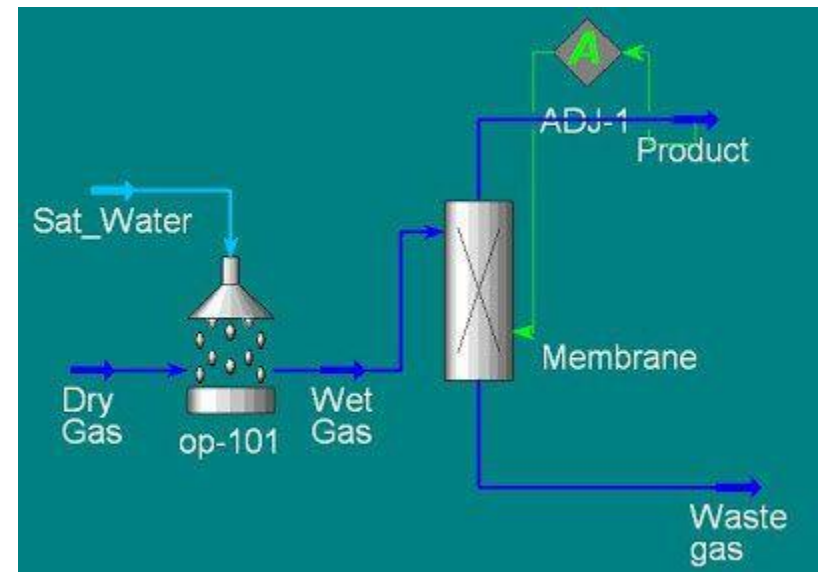 A
ADJ-1
Product
Sat_Water
Membrane
Dry
Gas
op-101
Wet
Gas
Waste
gas